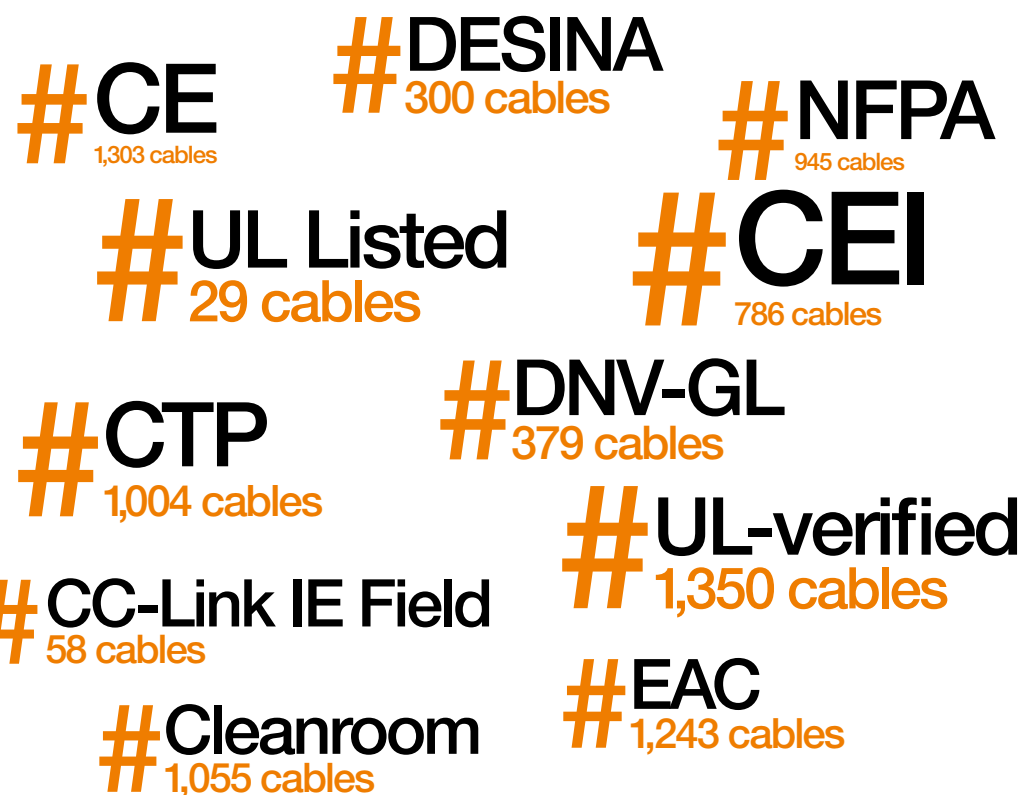 #DESINA
300 cables
#CE
1,303 cables
#NFPA
945 cables
#UL Listed
29 cables
#CEI
786 cables
#DNV-GL
379 cables
#CTP
1,004 cables
#UL-verified
1,350 cables
# CC-Link IE Field
58 cables
#EAC
1,243 cables
#Cleanroom
1,055 cables